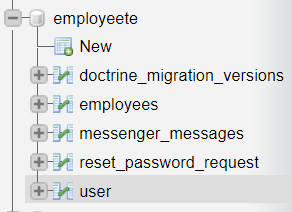 employeete
New
doctrine_migration_versions
employees
messenger_messages
reset_password_request
user